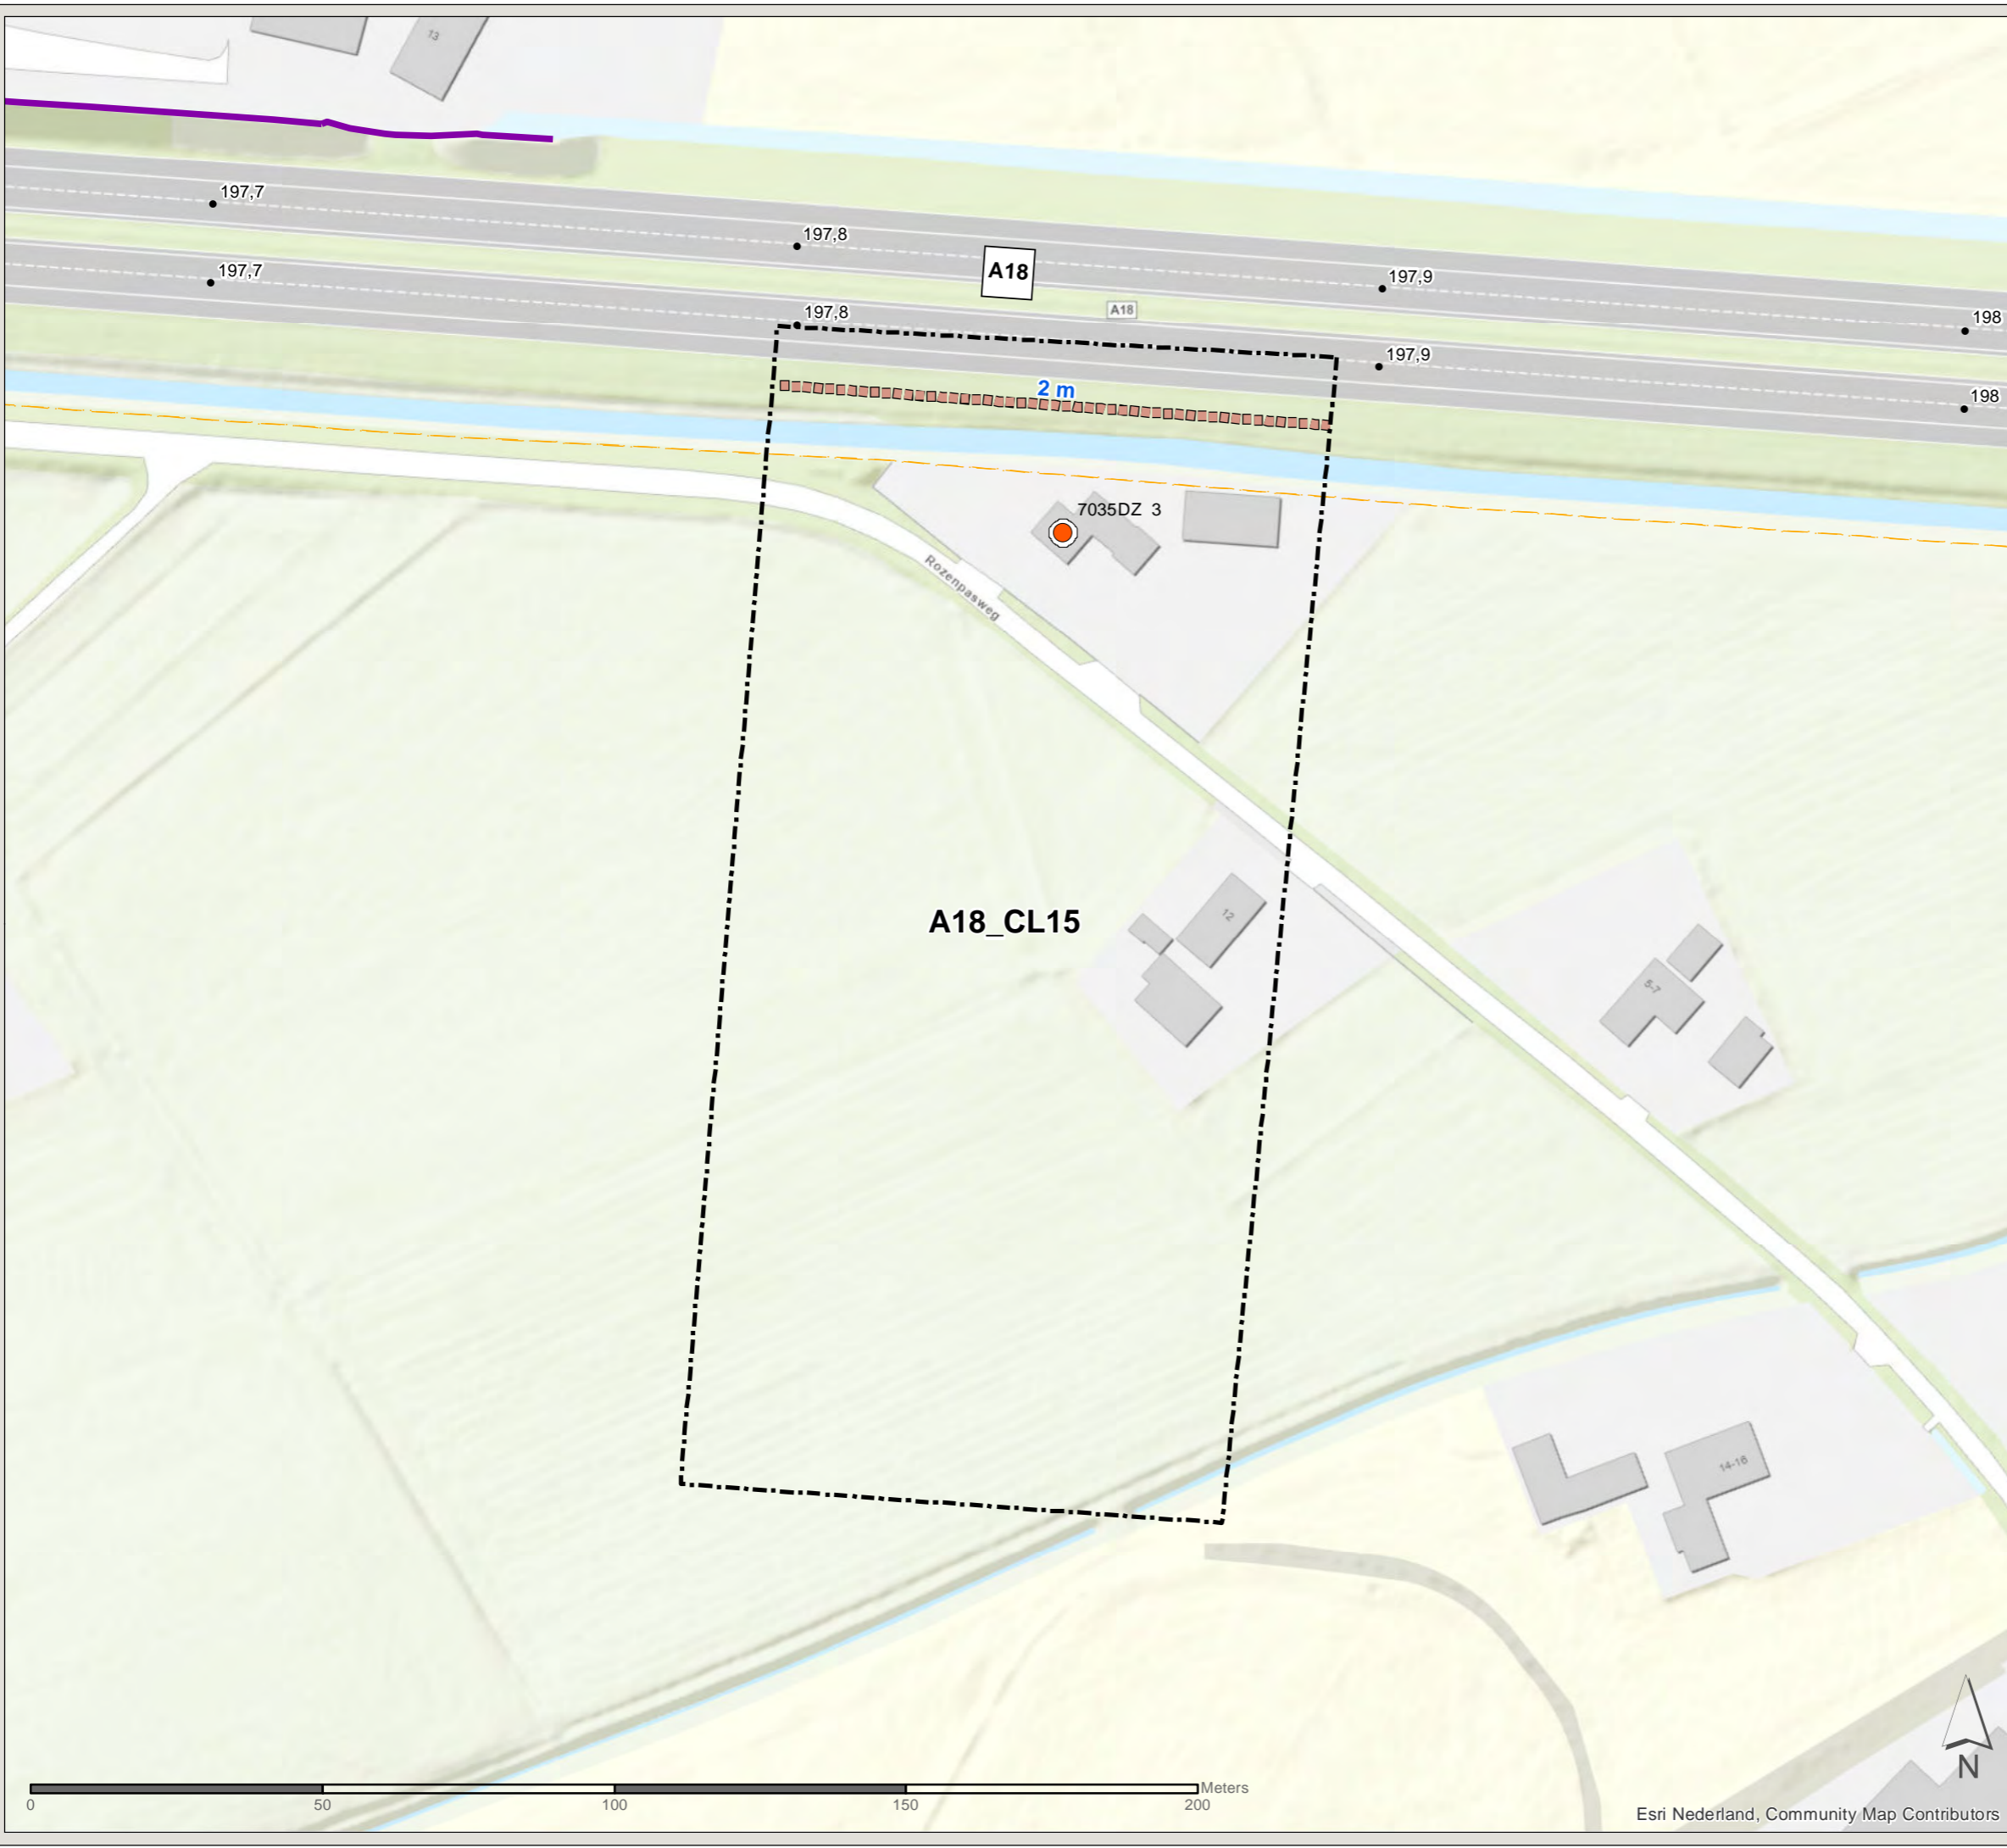 13
197,7
197,8
A18
197,7
197,9
A18
197,8
198
197,9
2 m
198
7035DZ 3
Rozenpasweg
12
A18_CL15
5-7
14-16
N
Meters
0 50 100 150 200
Esri Nederland, Community Map Contributors